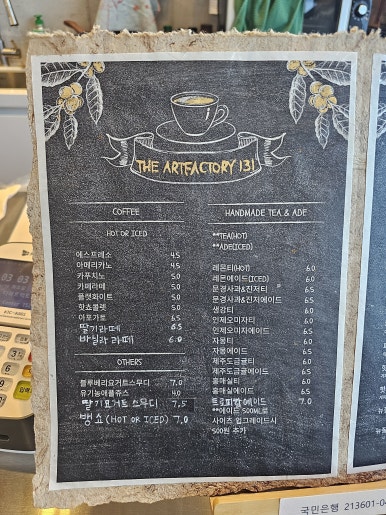 THE ARTFACTORY 131
COFFEE
HOT OR ICED
에스프레소 4.5
아메리카노 4.5
카푸치노 5.0
카페라떼 5.0
플랫화이트 5.0
핫쵸콜렛 5.0
아포가토 6.5
딸기라떼 6.5
바닐라 라떼 6.0
OTHERS
블루베리요거트스무디 7.0
유기농애플쥬스 4.0
딸기요거트 스무디 7.5
뱅쇼(HOT OR ICED) 7.0
HANDMADE TEA & ADE
**TEA(HOT)
**ADE(ICED)
레몬티(HOT) 6.0
레몬에이드(ICED) 6.0
문경사과&진저티 6.0
문경사과&진저에이드 6.5
생강티 6.0
인제오미자티 6.0
인제오미자에이드 6.5
자몽티 6.0
자몽에이드 6.5
제주도금귤티 6.0
제주도금귤에이드 6.5
홍매실티 6.0
홍매실에이드 6.5
트로피칼에이드 7.0
**에이드 500ML로
사이즈 업그레이드시
500원 추가
국민은행 213601-04